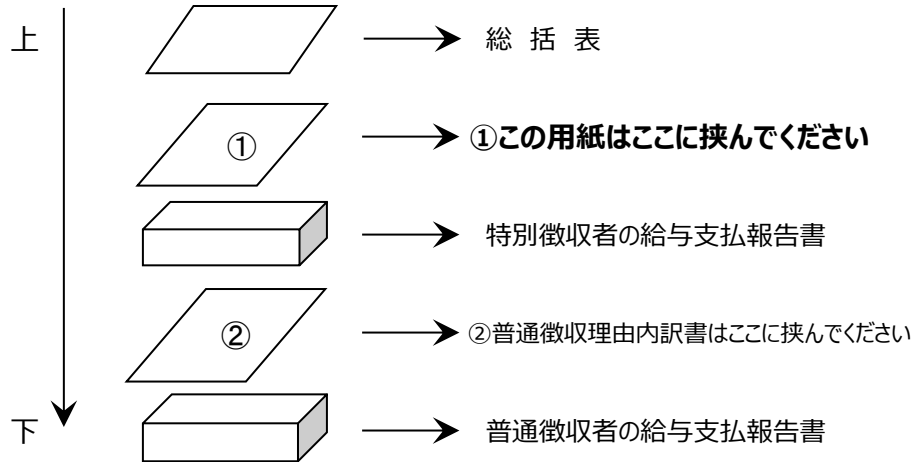 上
総 括 表
①
①この用紙はここに挟んでください
特別徴収者の給与支払報告書
②
②普通徴収理由内訳書はここに挟んでください
下
普通徴収者の給与支払報告書